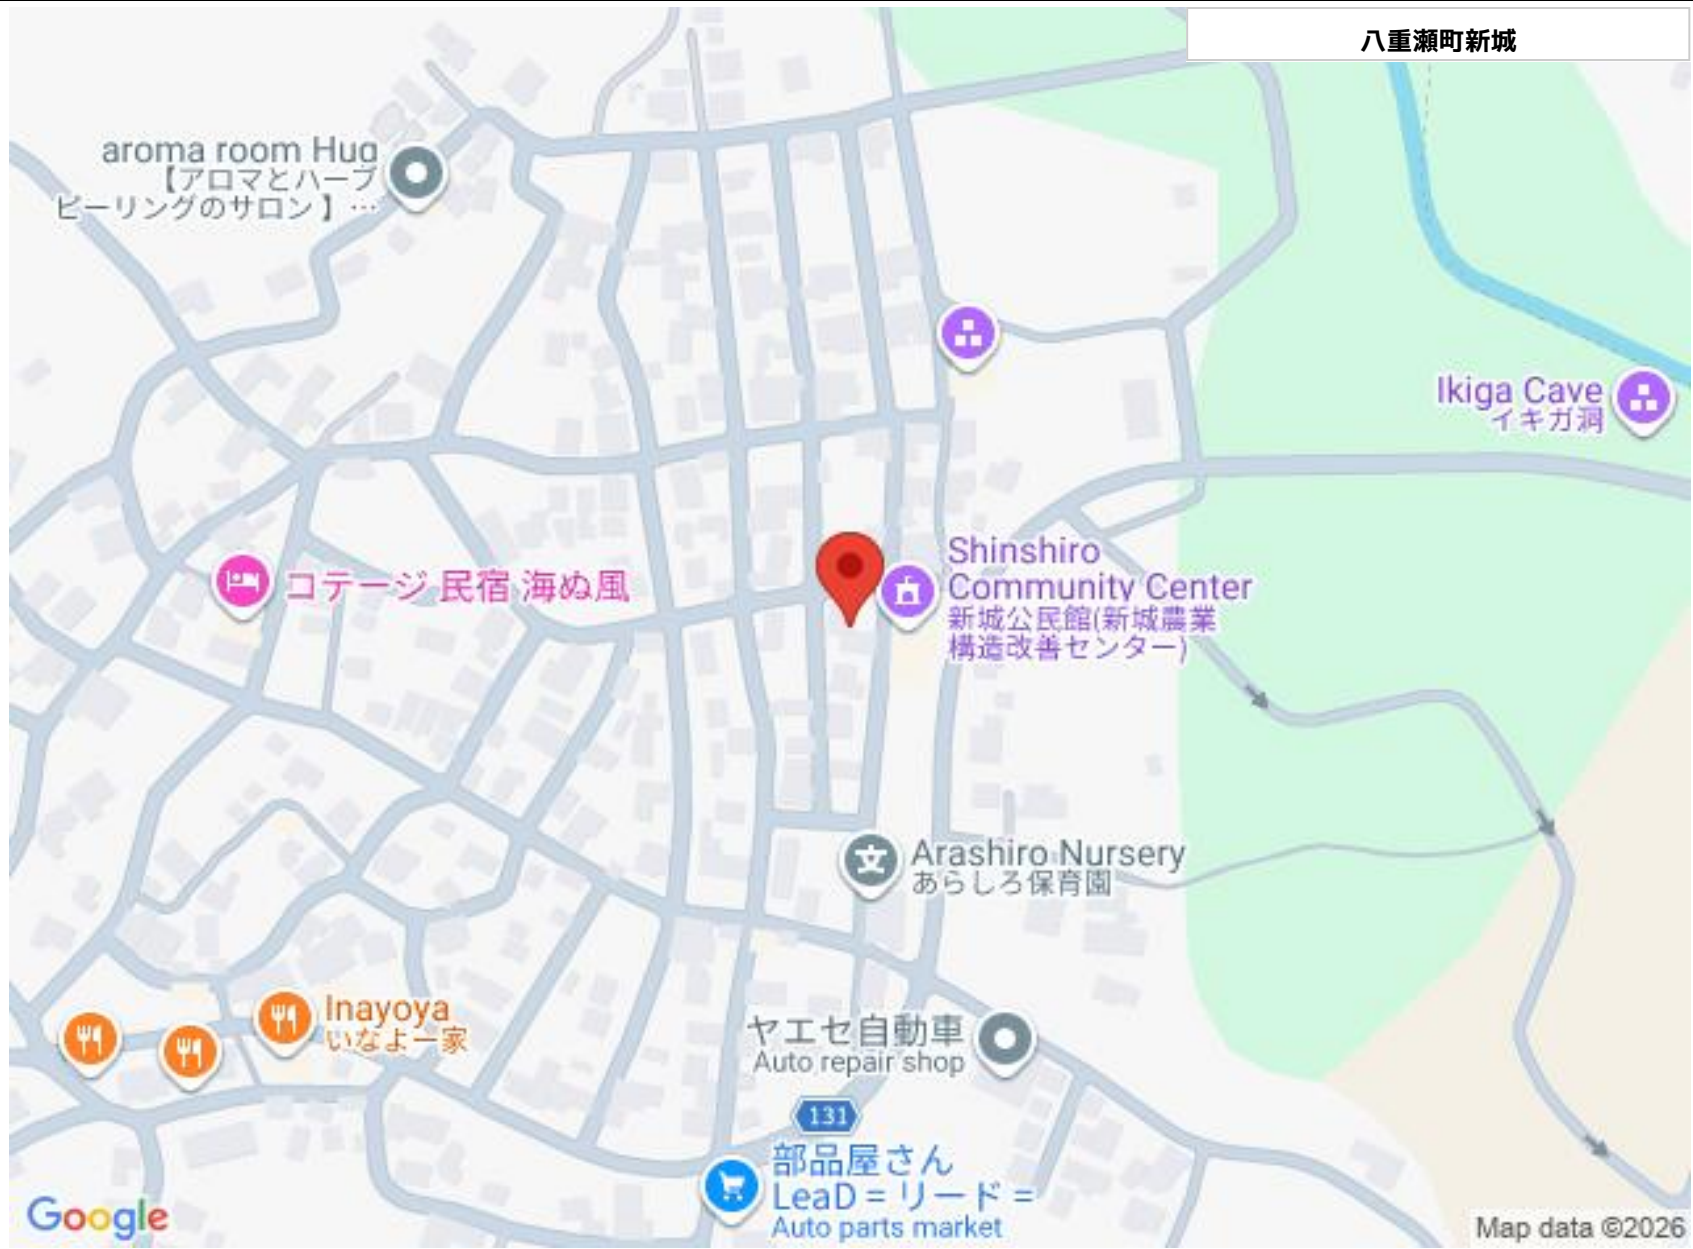 八重瀬町新城
aroma room Hug
【アロマとハーブ
ピーリングのサロン】…
Ikiga Cave
イキガ洞
Shinshiro
Community Center
新城公民館(新城農業
構造改善センター)
コテージ 民宿 海ぬ風
Arashiro Nursery
あらしろ保育園
Inayoya
いなよー家
ヤエセ自動車
Auto repair shop
131
部品屋さん
LeaD = リード =
Auto parts market
Google
Map data ©2026